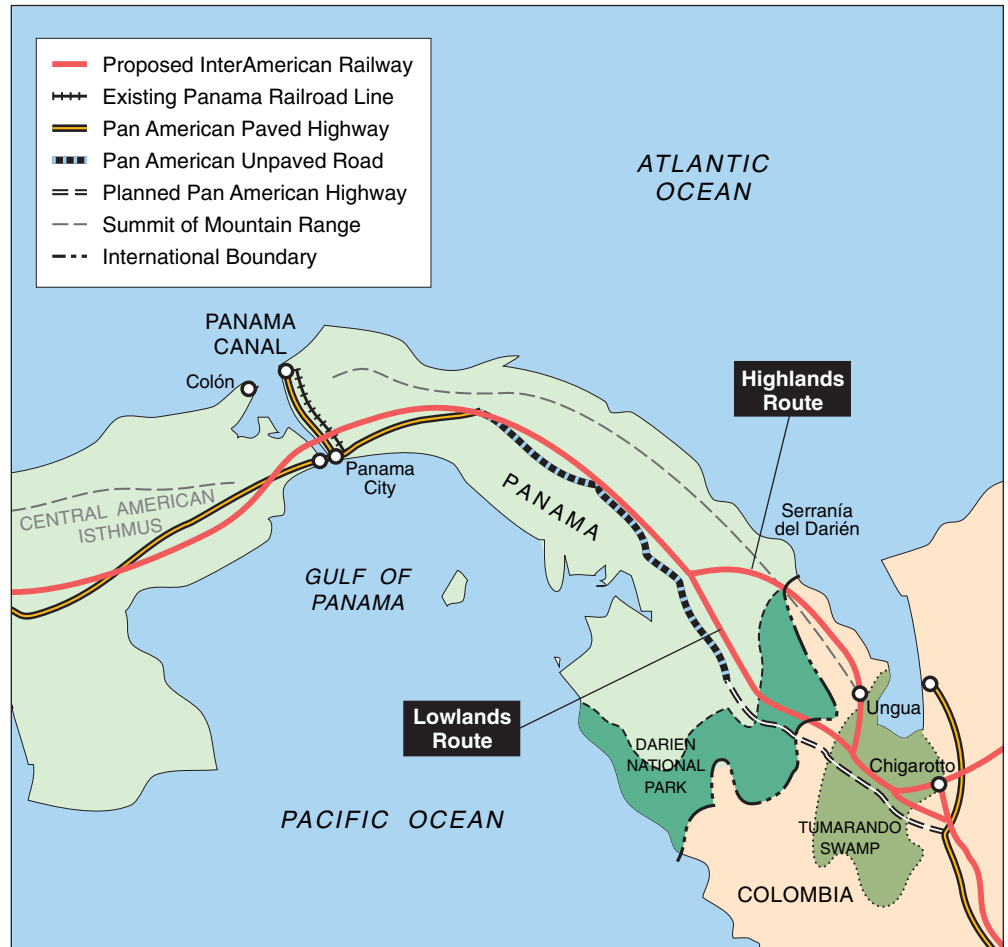 Proposed InterAmerican Railway
Existing Panama Railroad Line
Pan American Paved Highway
Pan American Unpaved Road
Planned Pan American Highway
Summit of Mountain Range
International Boundary
ATLANTIC
OCEAN
PANAMA
CANAL
Colón
Highlands
Route
Panama
City
CENTRAL AMERICAN
ISTHMUS
PANAMA
Serranía
del Darién
GULF OF
PANAMA
Lowlands
Route
Ungua
DARIEN
NATIONAL
PARK
Chigarotto
PACIFIC OCEAN
TUMARANDO
SWAMP
COLOMBIA